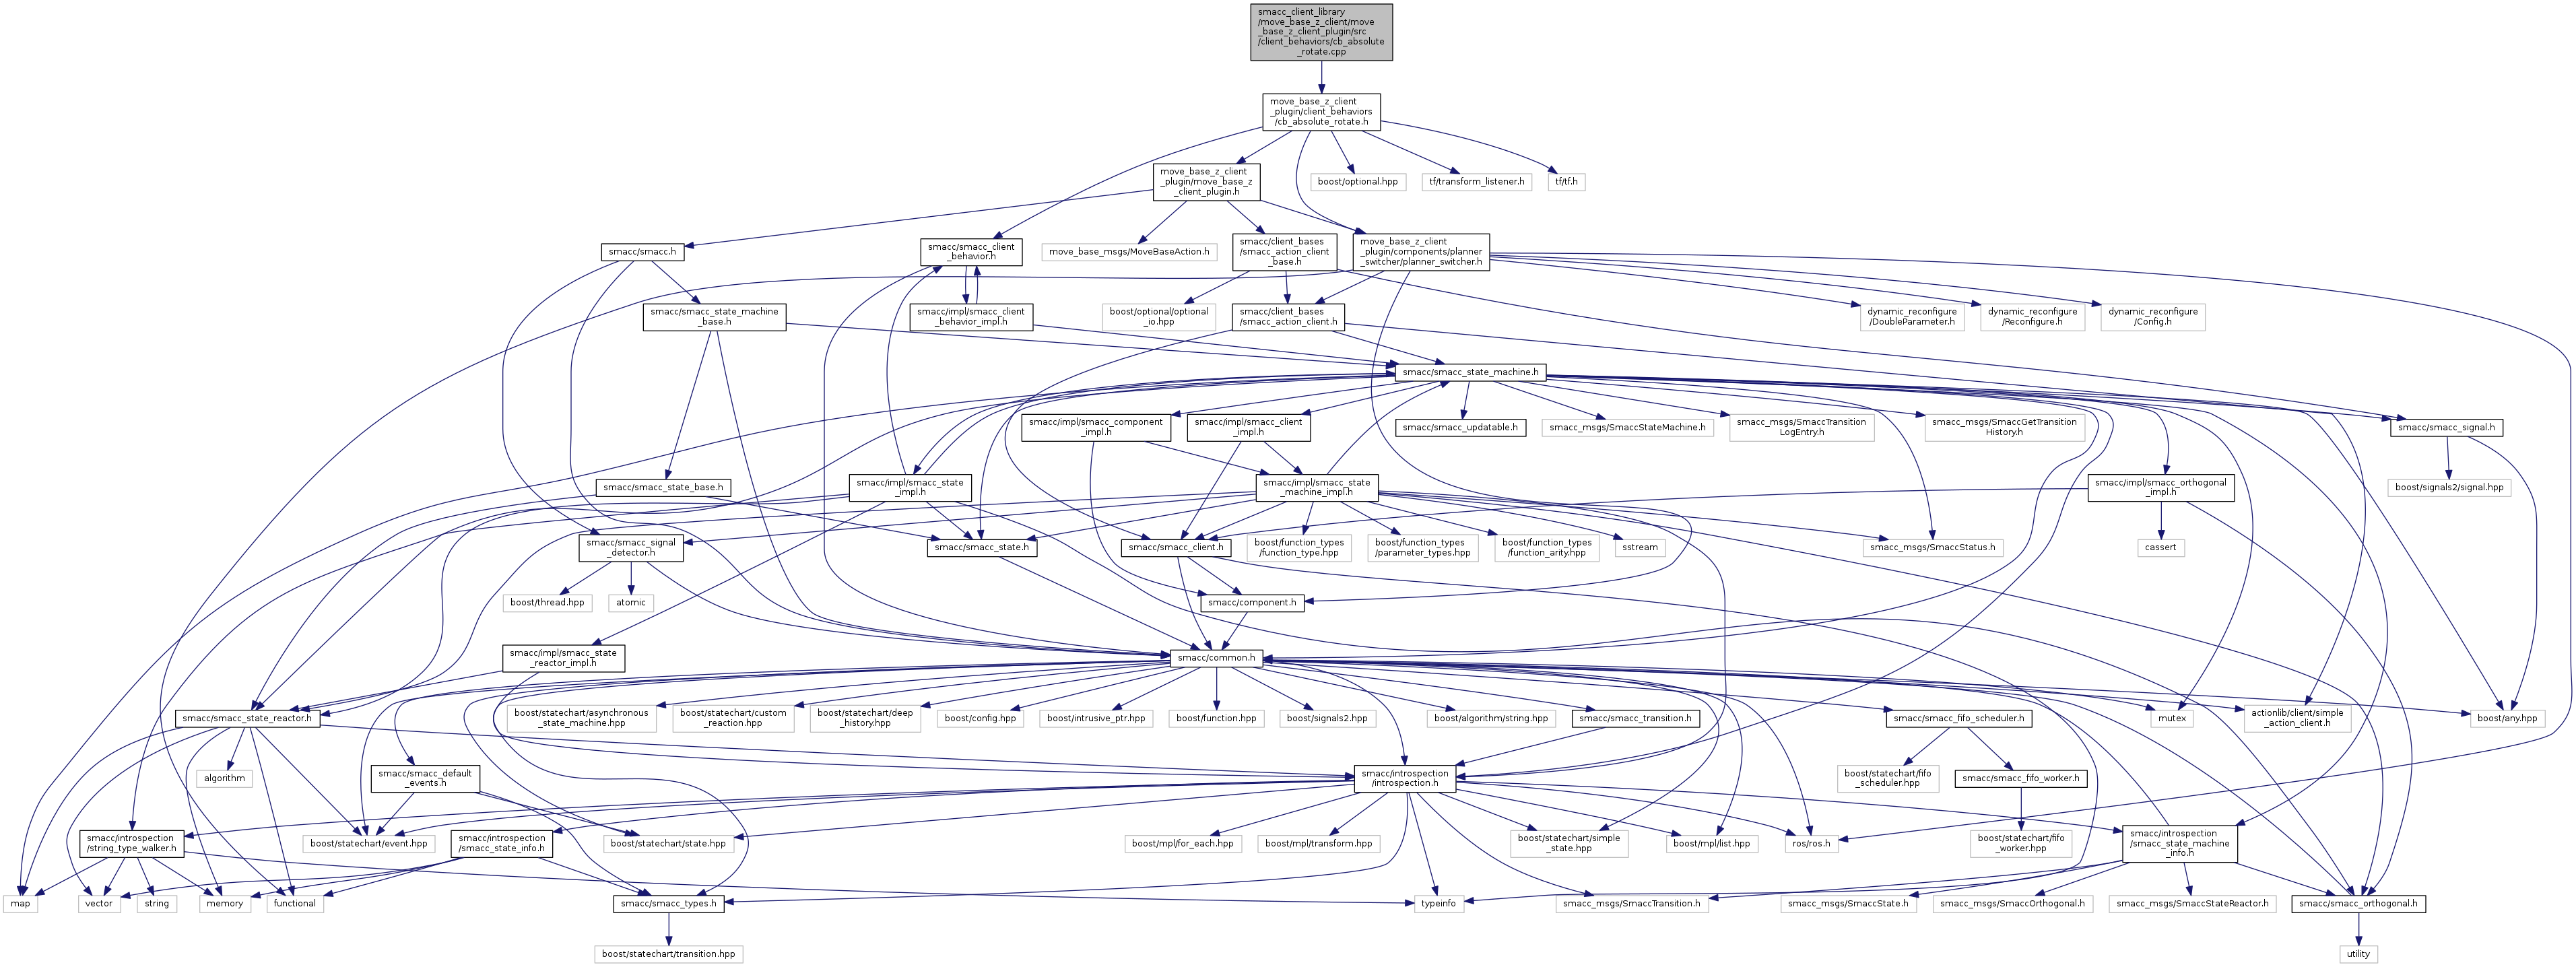 smacc_client_library
/move_base_z_client/move
_base_z_client_plugin/src
/client_behaviors/cb_absolute
_rotate.cpp
move_base_z_client
_plugin/client_behaviors
/cb_absolute_rotate.h
move_base_z_client
_plugin/move_base_z
_client_plugin.h
boost/optional.hpp
tf/transform_listener.h
tf/tf.h
smacc/smacc.h
smacc/smacc_client
_behavior.h
move_base_msgs/MoveBaseAction.h
smacc/client_bases
/smacc_action_client
_base.h
move_base_z_client
_plugin/components/planner
_switcher/planner_switcher.h
smacc/smacc_state_machine
_base.h
smacc/impl/smacc_client
_behavior_impl.h
boost/optional/optional
_io.hpp
smacc/client_bases
/smacc_action_client.h
dynamic_reconfigure
/DoubleParameter.h
dynamic_reconfigure
/Reconfigure.h
dynamic_reconfigure
/Config.h
smacc/smacc_state_machine.h
smacc/impl/smacc_component
_impl.h
smacc/impl/smacc_client
_impl.h
smacc/smacc_updatable.h
smacc_msgs/SmaccStateMachine.h
smacc_msgs/SmaccTransition
LogEntry.h
smacc_msgs/SmaccGetTransition
History.h
smacc/smacc_signal.h
smacc/smacc_state_base.h
smacc/impl/smacc_state
_impl.h
smacc/impl/smacc_state
_machine_impl.h
smacc/impl/smacc_orthogonal
_impl.h
boost/signals2/signal.hpp
smacc/smacc_signal
_detector.h
smacc/smacc_state.h
smacc/smacc_client.h
boost/function_types
/function_type.hpp
boost/function_types
/parameter_types.hpp
boost/function_types
/function_arity.hpp
sstream
smacc_msgs/SmaccStatus.h
cassert
boost/thread.hpp
atomic
smacc/component.h
smacc/impl/smacc_state
_reactor_impl.h
smacc/common.h
smacc/smacc_state_reactor.h
boost/statechart/asynchronous
_state_machine.hpp
boost/statechart/custom
_reaction.hpp
boost/statechart/deep
_history.hpp
boost/config.hpp
boost/intrusive_ptr.hpp
boost/function.hpp
boost/signals2.hpp
boost/algorithm/string.hpp
smacc/smacc_transition.h
smacc/smacc_fifo_scheduler.h
mutex
actionlib/client/simple
_action_client.h
boost/any.hpp
algorithm
smacc/smacc_default
_events.h
smacc/introspection
/introspection.h
boost/statechart/fifo
_scheduler.hpp
smacc/smacc_fifo_worker.h
smacc/introspection
/string_type_walker.h
boost/statechart/event.hpp
smacc/introspection
/smacc_state_info.h
boost/statechart/state.hpp
boost/mpl/for_each.hpp
boost/mpl/transform.hpp
boost/statechart/simple
_state.hpp
boost/mpl/list.hpp
ros/ros.h
boost/statechart/fifo
_worker.hpp
smacc/introspection
/smacc_state_machine
_info.h
map
vector
string
memory
functional
smacc/smacc_types.h
typeinfo
smacc_msgs/SmaccTransition.h
smacc_msgs/SmaccState.h
smacc_msgs/SmaccOrthogonal.h
smacc_msgs/SmaccStateReactor.h
smacc/smacc_orthogonal.h
boost/statechart/transition.hpp
utility